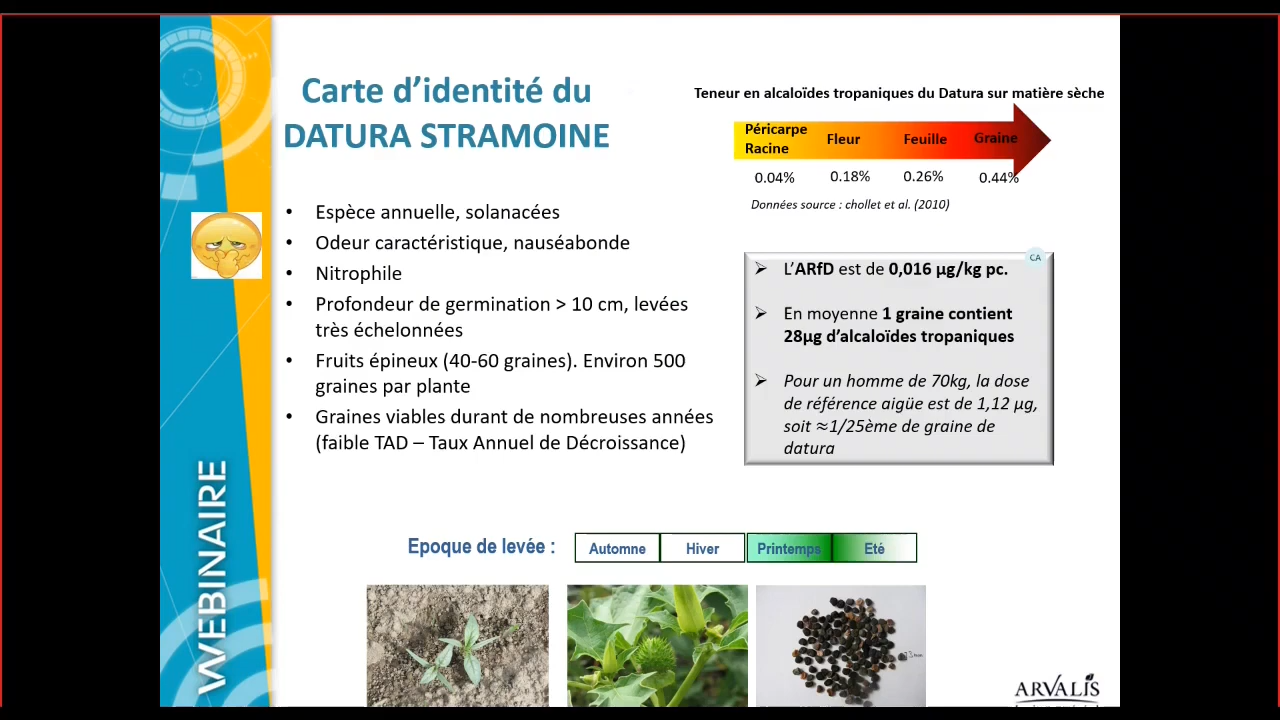 Carte d'identité du
DATURA STRAMOINE
Teneur en alcaloïdes tropaniques du Datura sur matière sèche
Péricarpe
Racine
Fleur
Feuille
Graine
0.04%
0.18%
0.26%
0.44%
Données source : chollet et al. (2010)
• Espèce annuelle, solanacées
• Odeur caractéristique, nauséabonde
• Nitrophile
• Profondeur de germination > 10 cm, levées
très échelonnées
• Fruits épineux (40-60 graines). Environ 500
graines par plante
• Graines viables durant de nombreuses années
(faible TAD – Taux Annuel de Décroissance)
CA
➢ L'ARfD est de 0,016 µg/kg pc.
➢ En moyenne 1 graine contient
28µg d'alcaloïdes tropaniques
➢ Pour un homme de 70kg, la dose
de référence aigüe est de 1,12 µg,
soit ≈1/25ème de graine de
datura
WEBINAIRE
Epoque de levée :
Automne
Hiver
Printemps
Eté
ARVALIS